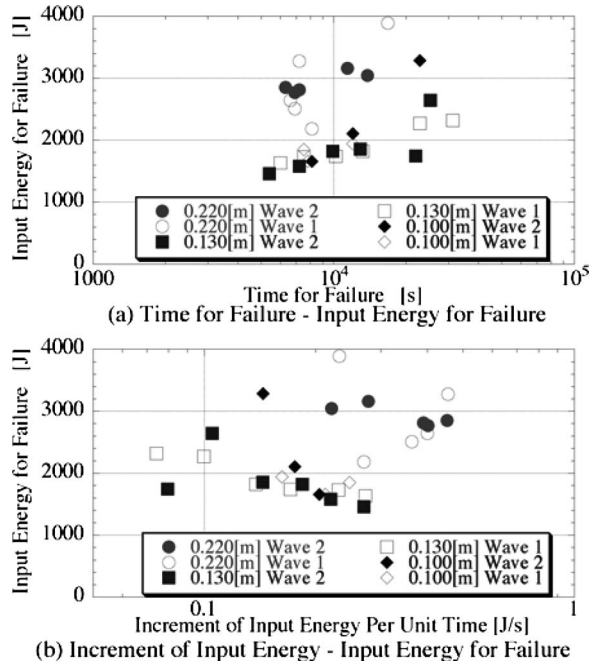 Input Energy for Failure [J]
4000
3000
2000
1000
0
0.220[m] Wave 2
0.220[m] Wave 1
0.130[m] Wave 2
0.130[m] Wave 1
0.100[m] Wave 2
0.100[m] Wave 1
1000 10⁴ 10⁵
Time for Failure [s]
(a) Time for Failure - Input Energy for Failure
Input Energy for Failure [J]
4000
3000
2000
1000
0
0.220[m] Wave 2
0.220[m] Wave 1
0.130[m] Wave 2
0.130[m] Wave 1
0.100[m] Wave 2
0.100[m] Wave 1
0.1 1
Increment of Input Energy Per Unit Time [J/s]
(b) Increment of Input Energy - Input Energy for Failure